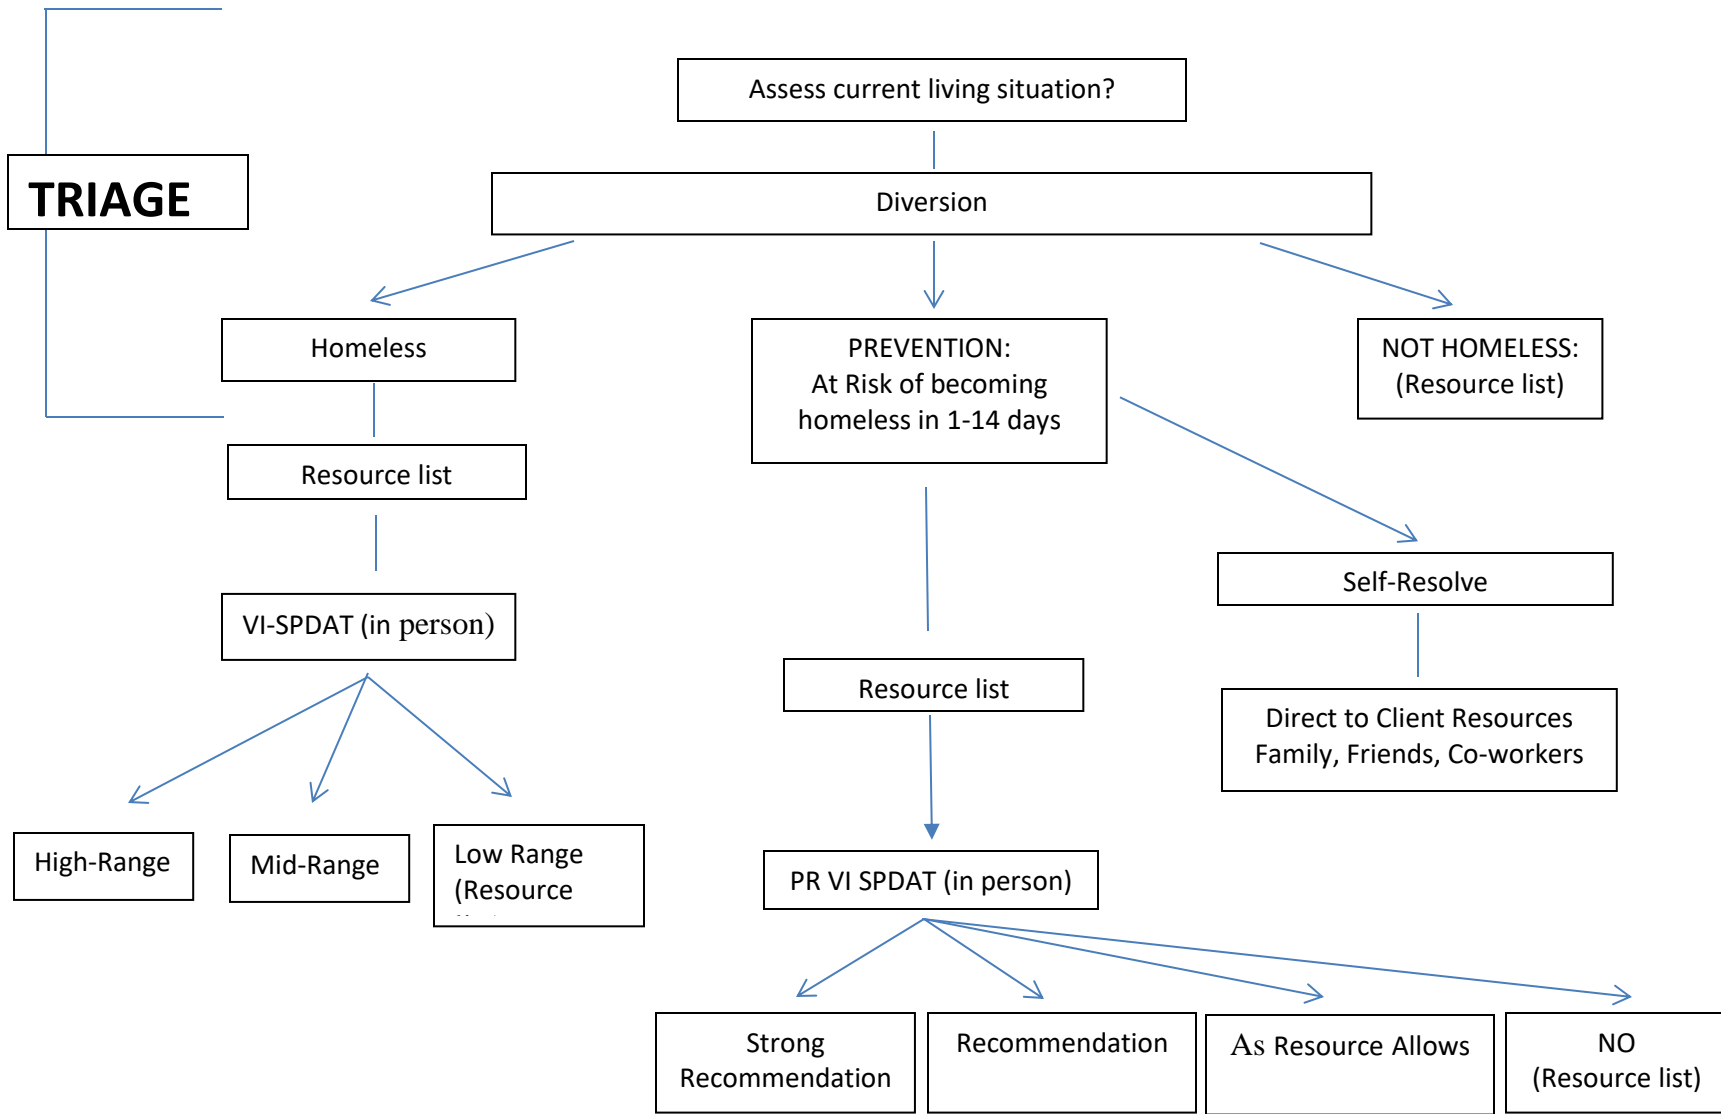 Assess current living situation?
TRIAGE
Diversion
Homeless
PREVENTION:
At Risk of becoming
homeless in 1-14 days
NOT HOMELESS:
(Resource list)
Resource list
Self-Resolve
VI-SPDAT (in person)
Resource list
Direct to Client Resources
Family, Friends, Co-workers
High-Range
Mid-Range
Low Range
(Resource
PR VI SPDAT (in person)
Strong
Recommendation
Recommendation
As Resource Allows
NO
(Resource list)